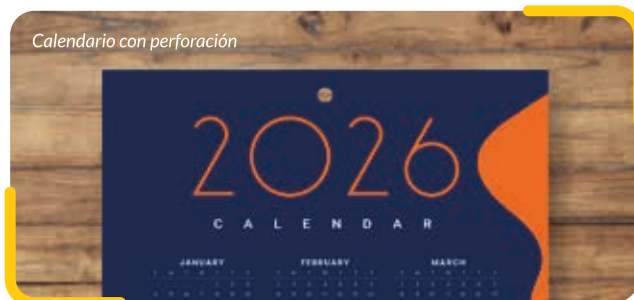 Calendario con perforación
2026
CALENDAR
JANUARY FEBRUARY MARCH